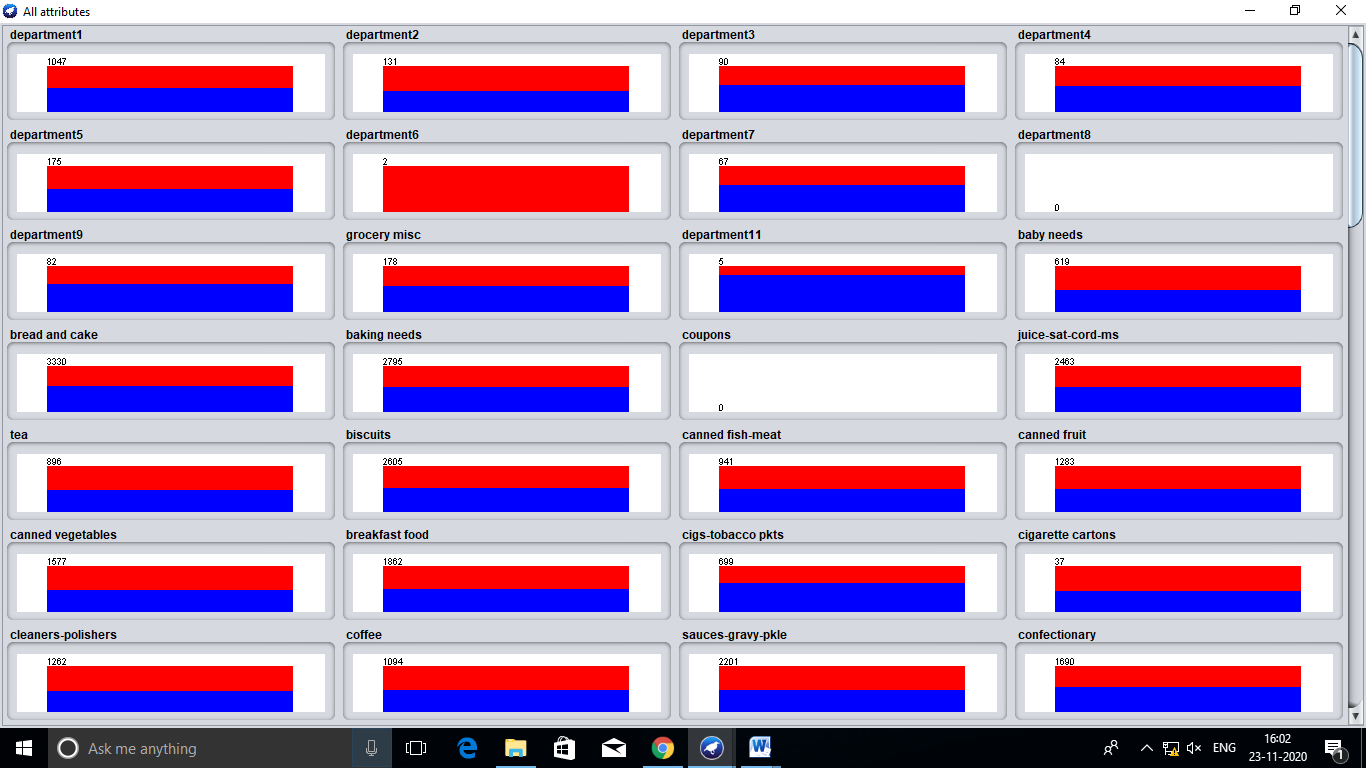 All attributes
department1 department2 department3 department4
1047 131 90 84
department5 department6 department7 department8
175 2 67 0
department9 grocery misc department11 baby needs
82 178 5 619
bread and cake baking needs coupons juice-sat-cord-ms
3330 2795 0 2463
tea biscuits canned fish-meat canned fruit
896 2605 941 1283
canned vegetables breakfast food cigs-tobacco pkts cigarette cartons
1577 1862 699 37
cleaners-polishers coffee sauces-gravy-pkle confectionary
1262 1094 2201 1690
Ask me anything
ENG
16:02
23-11-2020
1